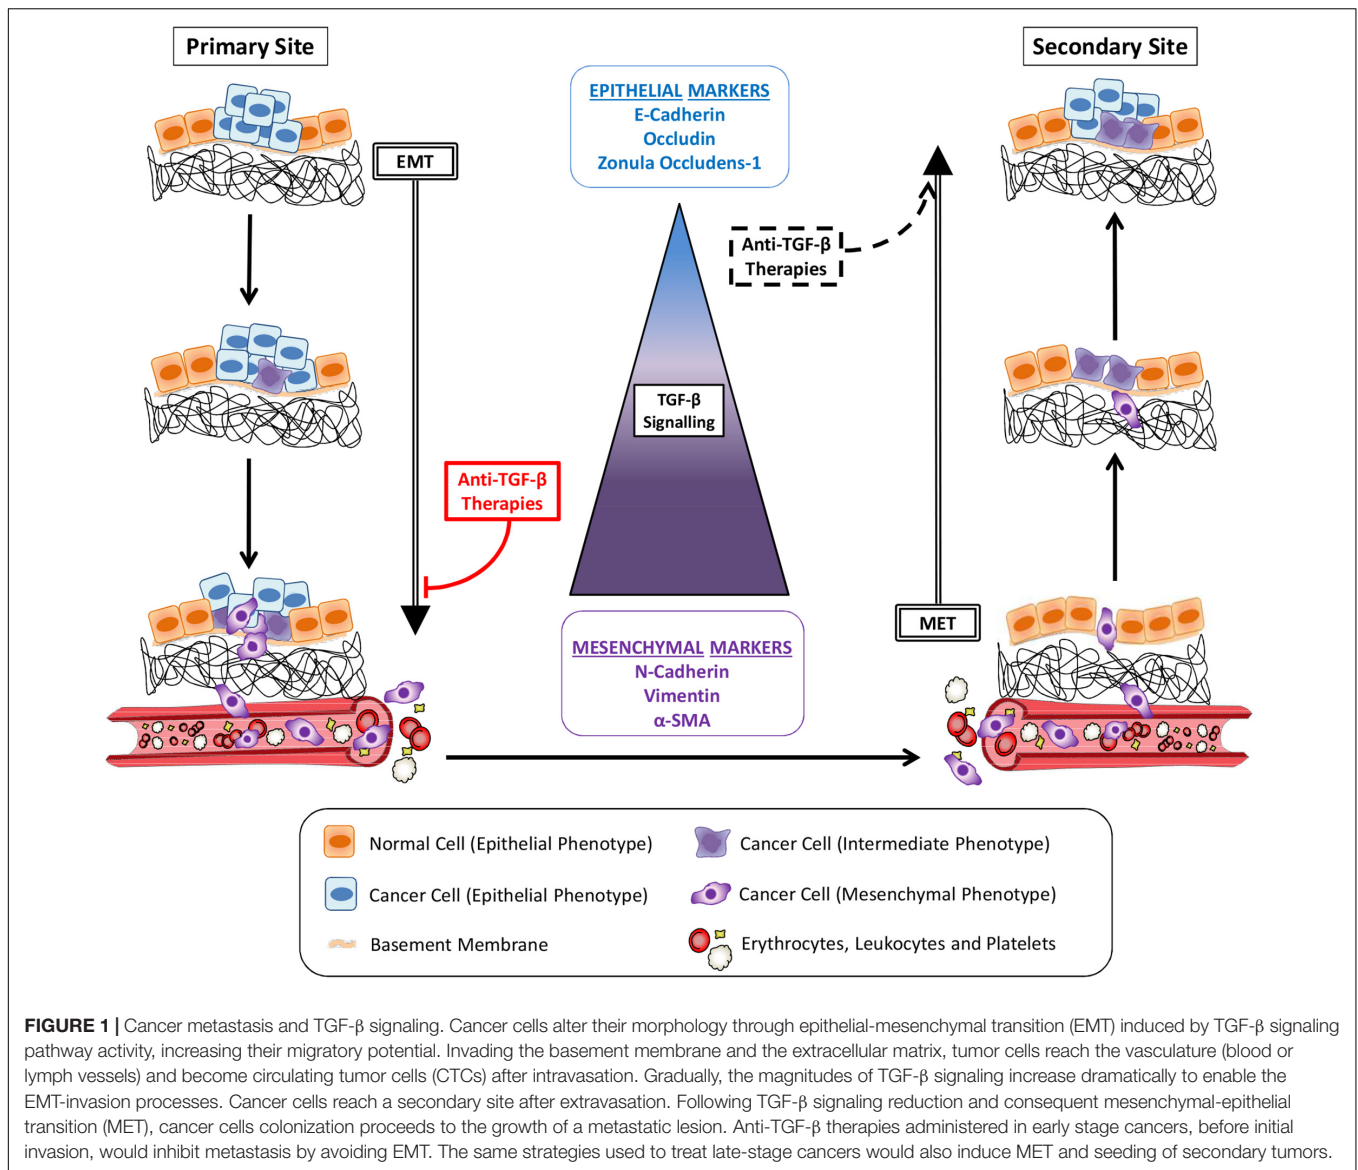 Primary Site
Secondary Site
EPITHELIAL MARKERS
E-Cadherin
Occludin
Zonula Occludens-1
EMT
Anti-TGF-β
Therapies
TGF-β
Signalling
Anti-TGF-β
Therapies
MET
MESENCHYMAL MARKERS
N-Cadherin
Vimentin
α-SMA
Normal Cell (Epithelial Phenotype)
Cancer Cell (Intermediate Phenotype)
Cancer Cell (Epithelial Phenotype)
Cancer Cell (Mesenchymal Phenotype)
Basement Membrane
Erythrocytes, Leukocytes and Platelets
FIGURE 1 | Cancer metastasis and TGF-β signaling. Cancer cells alter their morphology through epithelial-mesenchymal transition (EMT) induced by TGF-β signaling
pathway activity, increasing their migratory potential. Invading the basement membrane and the extracellular matrix, tumor cells reach the vasculature (blood or
lymph vessels) and become circulating tumor cells (CTCs) after intravasation. Gradually, the magnitudes of TGF-β signaling increase dramatically to enable the
EMT-invasion processes. Cancer cells reach a secondary site after extravasation. Following TGF-β signaling reduction and consequent mesenchymal-epithelial
transition (MET), cancer cells colonization proceeds to the growth of a metastatic lesion. Anti-TGF-β therapies administered in early stage cancers, before initial
invasion, would inhibit metastasis by avoiding EMT. The same strategies used to treat late-stage cancers would also induce MET and seeding of secondary tumors.